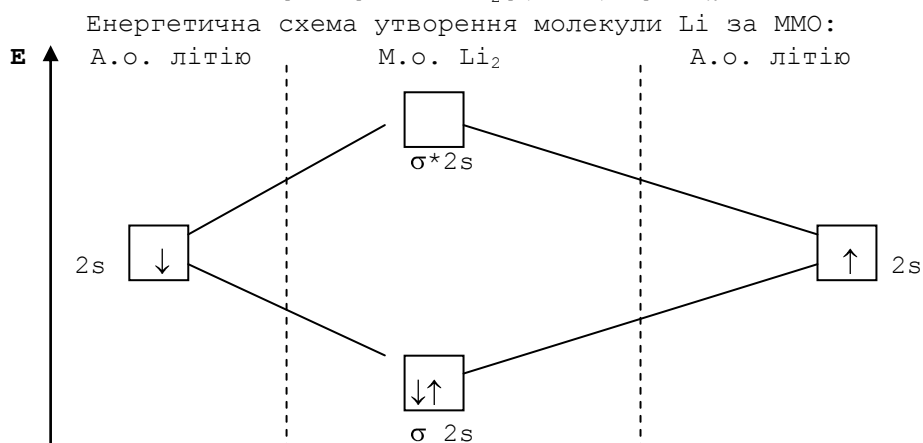 Енергетична схема утворення молекули Li за ММО:
E А.о. літію М.о. Li₂ А.о. літію
σ*2s
2s ↓ ↑ 2s
↓↑
σ 2s